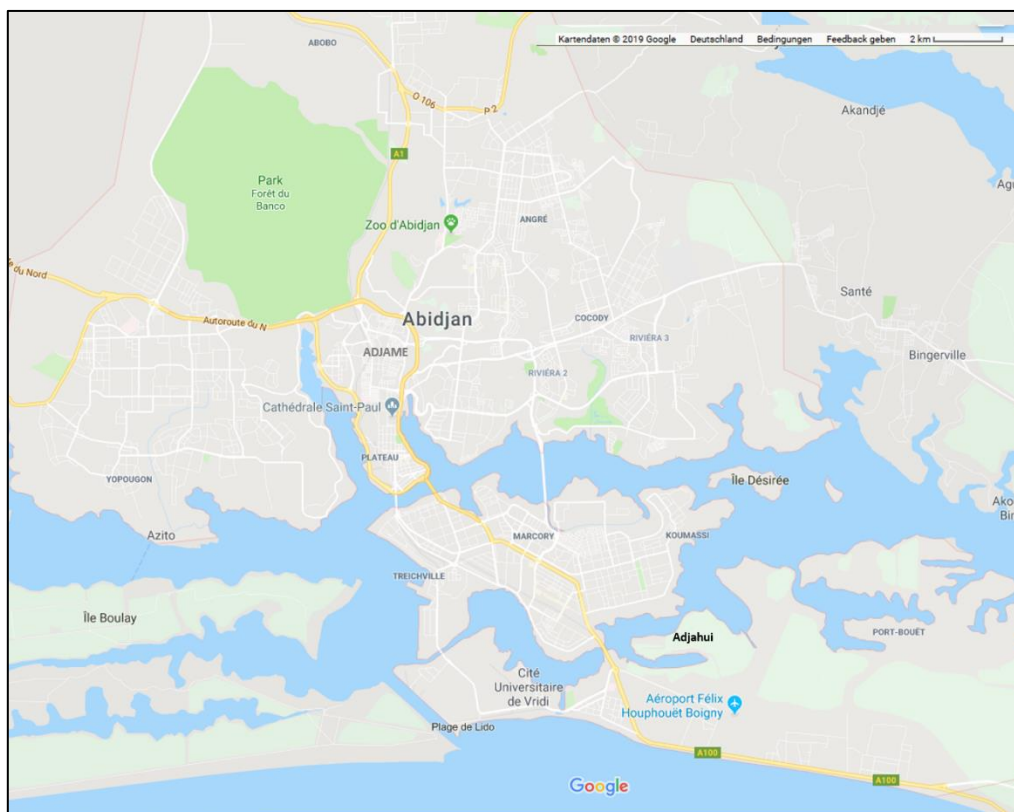 Kartendaten © 2019 Google Deutschland Bedingungen Feedback geben 2 km
ABOBO
O 106
P 2
Akandjé
A1
Park
Forêt du
Banco
Zoo d'Abidjan
ANGRÉ
du Nord
Santé
Autoroute du N
Abidjan
COCODY
RIVIÉRA 3
ADJAME
Bingerville
RIVIÉRA 2
Cathédrale Saint-Paul
PLATEAU
YOPOUGON
Île Désirée
Azito
MARCORY
KOUMASSI
TREICHVILLE
Île Boulay
Adjahui
PORT-BOUËT
Cité
Universitaire
de Vridi
Aéroport Félix
Houphouët Boigny
Plage de Lido
A100
A100
Google